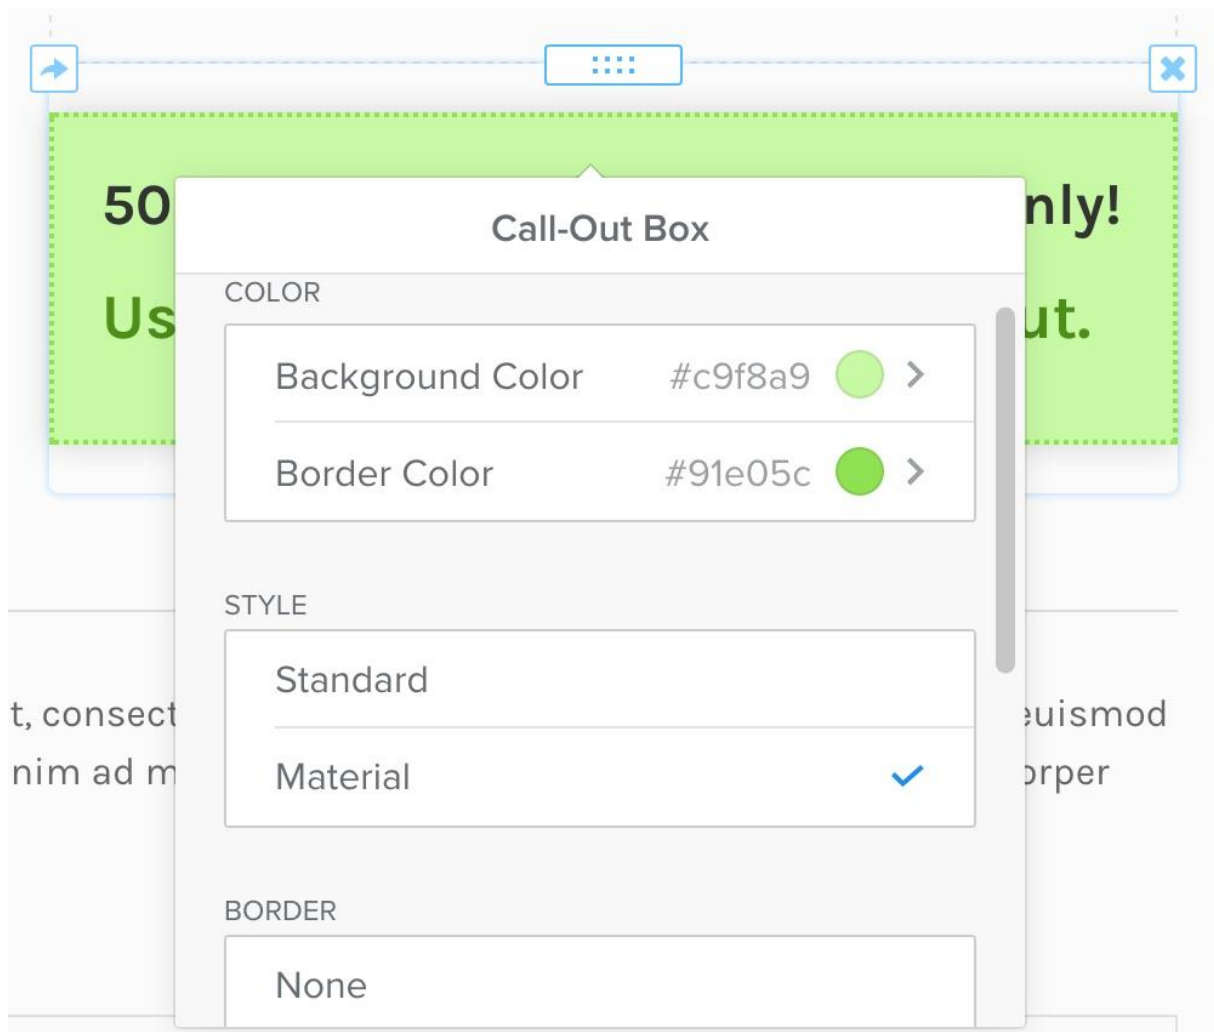 50 nly!
Call-Out Box
Us ut.
COLOR
Background Color #c9f8a9
Border Color #91e05c
STYLE
Standard
t, consect euismod
Material
nim ad m orper
BORDER
None